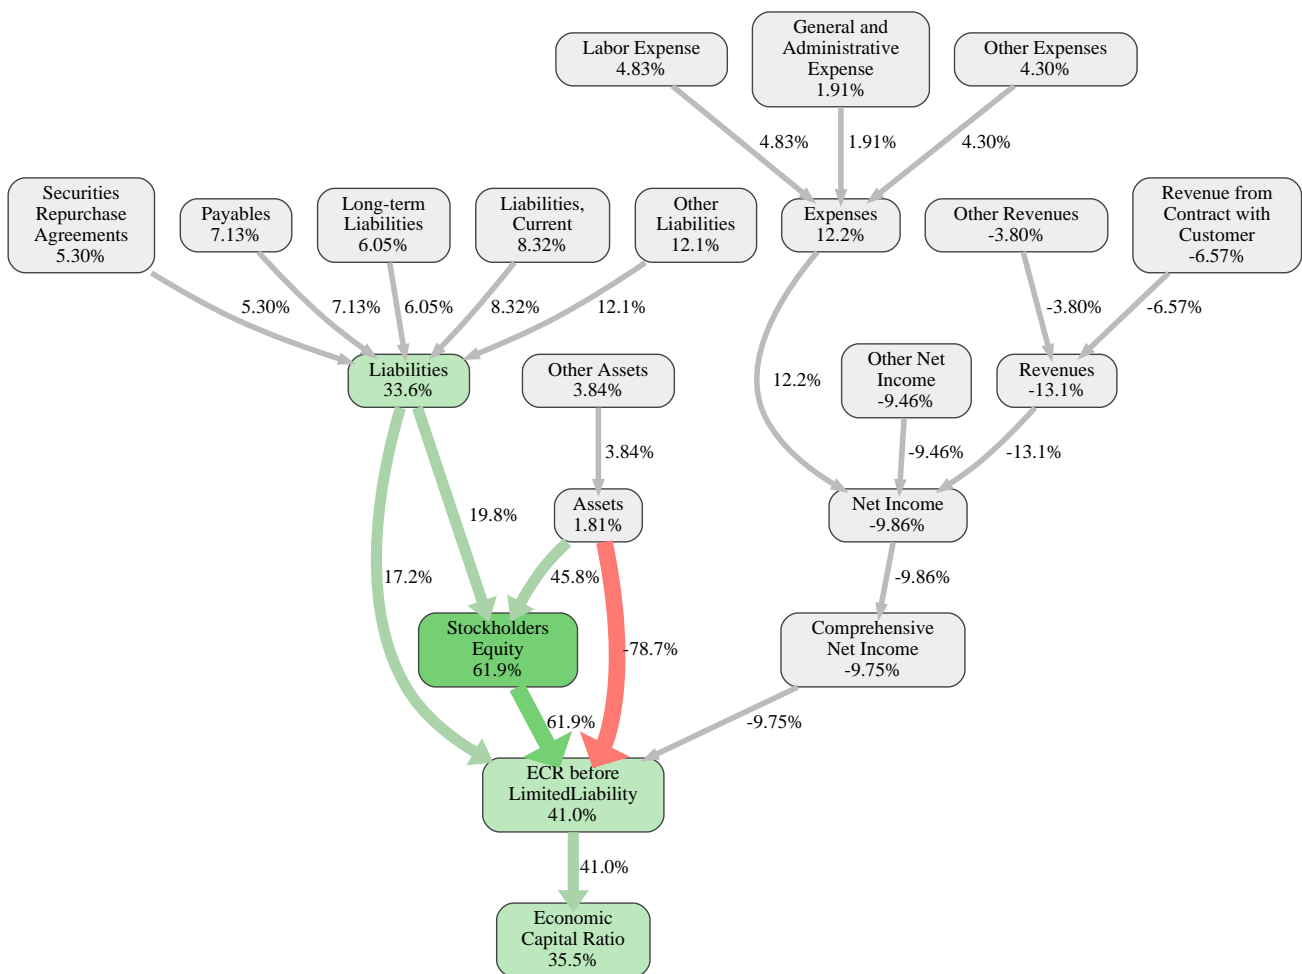 Labor Expense
4.83%
General and
Administrative
Expense
1.91%
Other Expenses
4.30%
4.83%
1.91%
4.30%
Securities
Repurchase
Agreements
5.30%
Payables
7.13%
Long-term
Liabilities
6.05%
Liabilities,
Current
8.32%
Other
Liabilities
12.1%
Expenses
12.2%
Other Revenues
-3.80%
Revenue from
Contract with
Customer
-6.57%
5.30%
7.13%
6.05%
8.32%
12.1%
-3.80%
-6.57%
Liabilities
33.6%
Other Assets
3.84%
12.2%
Other Net
Income
-9.46%
Revenues
-13.1%
3.84%
-9.46%
-13.1%
19.8%
Assets
1.81%
Net Income
-9.86%
17.2%
45.8%
-9.86%
Stockholders
Equity
61.9%
-78.7%
Comprehensive
Net Income
-9.75%
61.9%
-9.75%
ECR before
LimitedLiability
41.0%
41.0%
Economic
Capital Ratio
35.5%